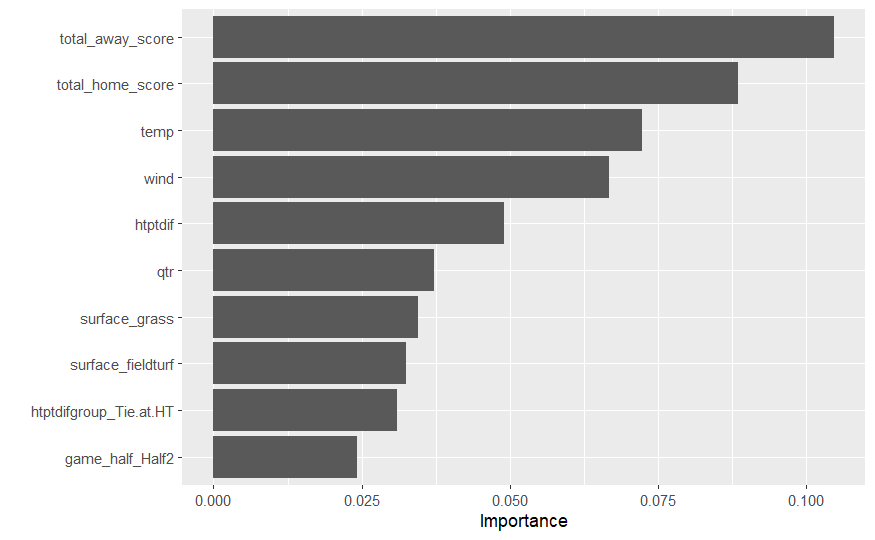 total_away_score
total_home_score
temp
wind
htptdif
qtr
surface_grass
surface_fieldturf
htptdifgroup_Tie.at.HT
game_half_Half2
0.000 0.025 0.050 0.075 0.100
Importance